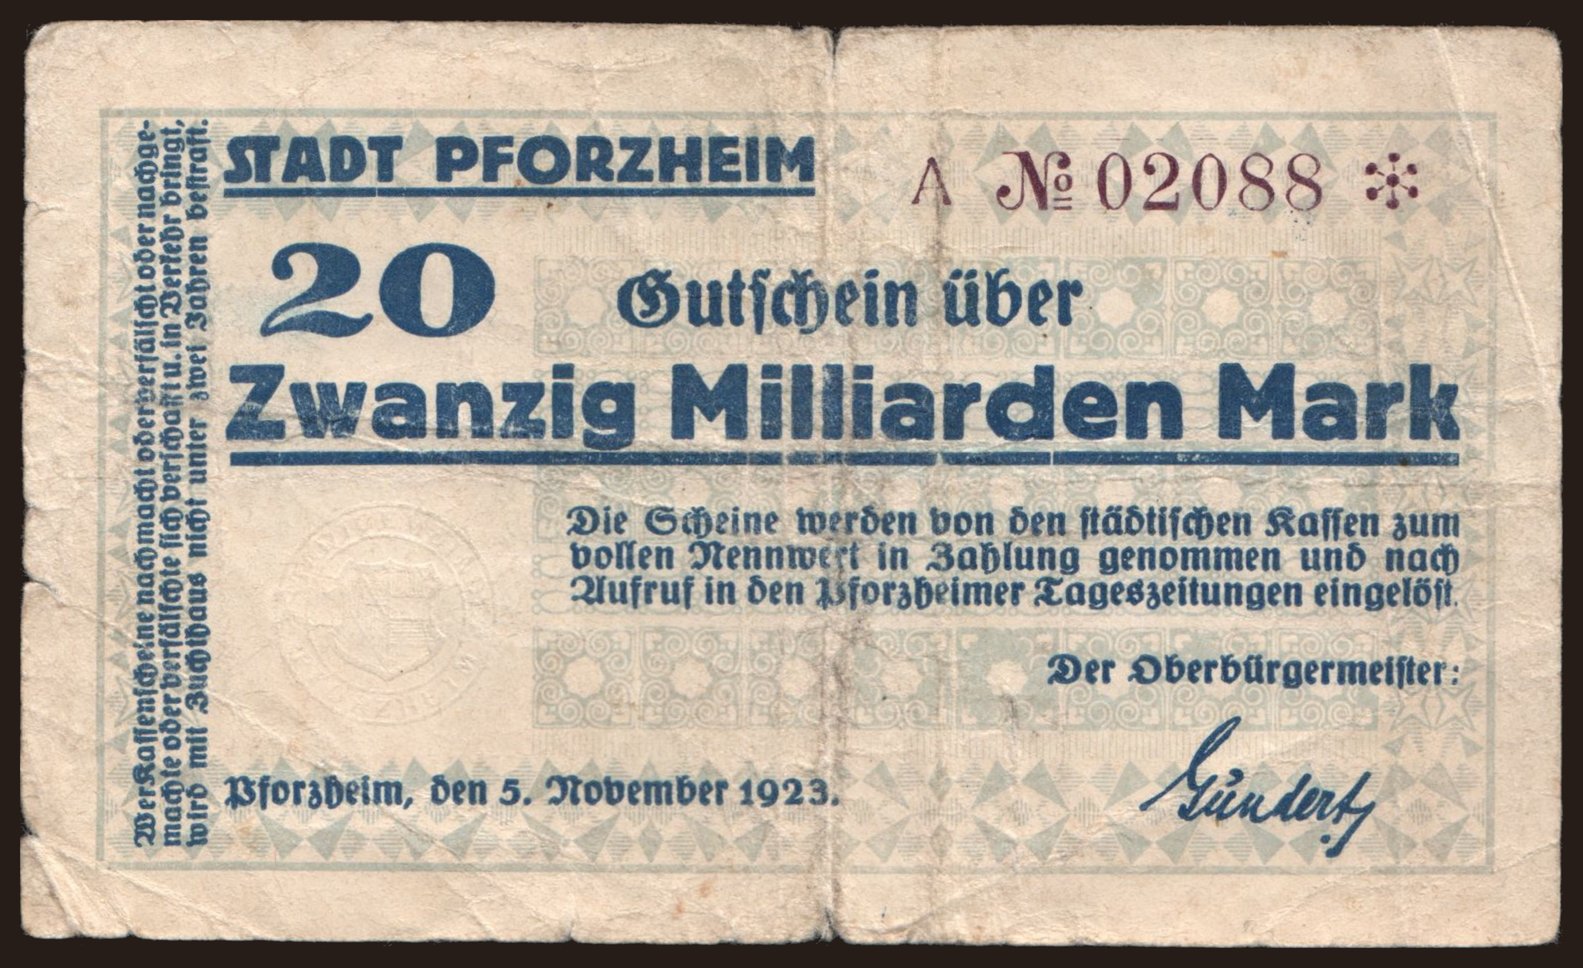 STADT PFORZHEIM
A № 02088
20
Gutschein über
Zwanzig Milliarden Mark
Die Scheine werden von den städtischen Kassen zum
vollen Nennwert in Zahlung genommen und nach
Aufruf in den Pforzheimer Tageszeitungen eingelöst.
Der Oberbürgermeister:
Gündert
Pforzheim, den 5. November 1923.
Wer Kassenscheine nachmacht oder verfälscht oder nachge-
machte oder verfälschte sich verschafft u. in Verkehr bringt,
wird mit Zuchthaus nicht unter zwei Jahren bestraft.